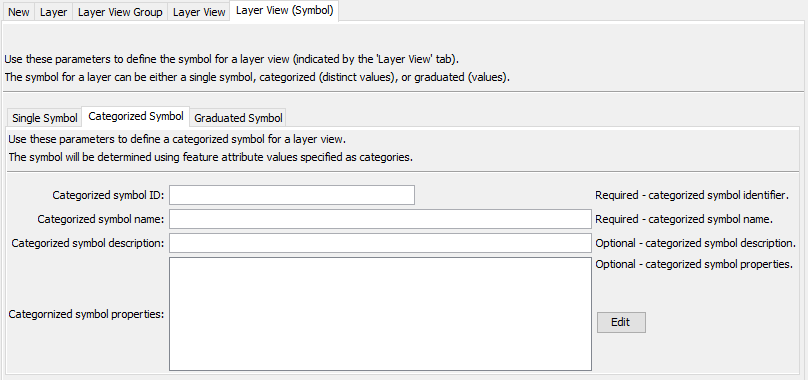 New Layer Layer View Group Layer View Layer View (Symbol)
Use these parameters to define the symbol for a layer view (indicated by the 'Layer View' tab).
The symbol for a layer can be either a single symbol, categorized (distinct values), or graduated (values).
Single Symbol Categorized Symbol Graduated Symbol
Use these parameters to define a categorized symbol for a layer view.
The symbol will be determined using feature attribute values specified as categories.
Categorized symbol ID: Required - categorized symbol identifier.
Categorized symbol name: Required - categorized symbol name.
Categorized symbol description: Optional - categorized symbol description.
Optional - categorized symbol properties.
Categornized symbol properties: Edit